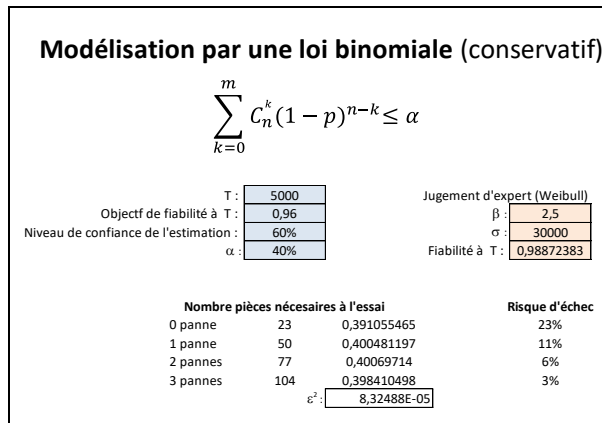 Modélisation par une loi binomiale (conservatif)
m
∑ C_n^k (1 − p)^{n−k} ≤ α
k=0
T : 5000
Objectf de fiabilité à T : 0,96
Niveau de confiance de l'estimation : 60%
α : 40%
Jugement d'expert (Weibull)
β : 2,5
σ : 30000
Fiabilité à T : 0,98872383
Nombre pièces nécesaires à l'essai Risque d'échec
0 panne 23 0,391055465 23%
1 panne 50 0,400481197 11%
2 pannes 77 0,40069714 6%
3 pannes 104 0,398410498 3%
ε² : 8,32488E-05